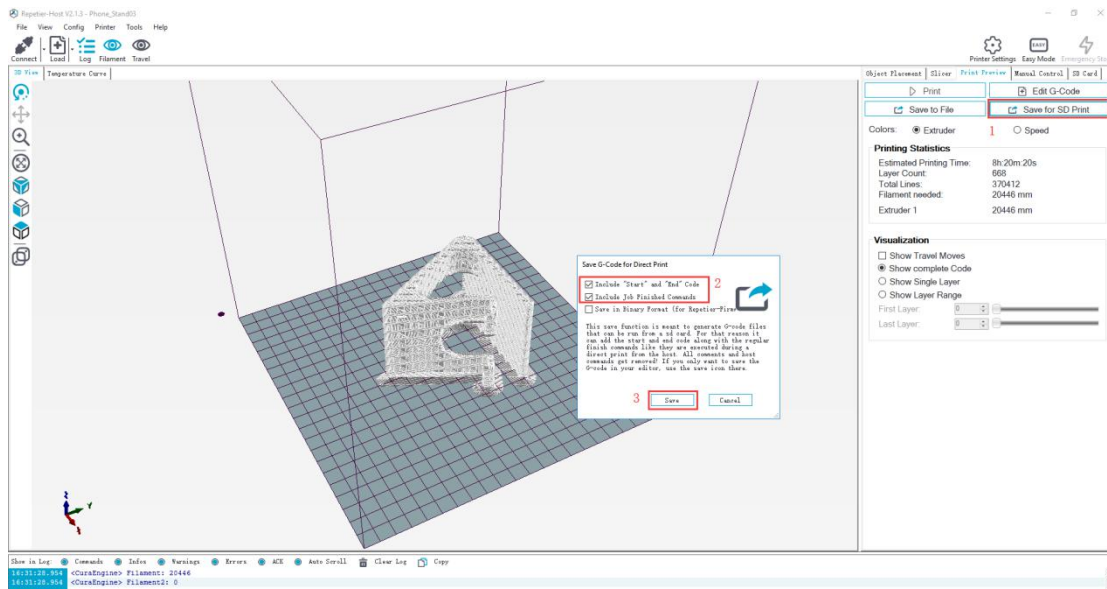 Repetier-Host V2.1.3 - Phone_Stand03
File View Config Printer Tools Help
Connect Load Log Filament Travel
Printer Settings Easy Mode Emergency Sto
3D View Temperature Curve
Object Placement Slicer Print Preview Manual Control SD Card
Print Edit G-Code
Save to File Save for SD Print
Colors: Extruder 1 Speed
Printing Statistics
Estimated Printing Time: 8h:20m:20s
Layer Count: 668
Total Lines: 370412
Filament needed: 20446 mm
Extruder 1 20446 mm
Visualization
Show Travel Moves
Show complete Code
Show Single Layer
Show Layer Range
First Layer: 0
Last Layer: 0
Save G-Code for Direct Print
Include "Start" and "End" Code 2
Include Job Finished Commands
Save in Binary Format (for Repetier-Firmw
This save function is meant to generate G-code files
that can be run from a sd card. For that reason it
can add the start and end code along with the regular
finish commands like they are executed during a
direct print from the host. All comments and host
commands get removed! If you only want to save the
G-code in your editor, use the save icon there.
3 Save Cancel
Z
Y
X
Show in Log: Commands Infos Warnings Errors ACK Auto Scroll Clear Log Copy
16:31:28.954 <CuraEngine> Filament: 20446
16:31:28.954 <CuraEngine> Filament2: 0